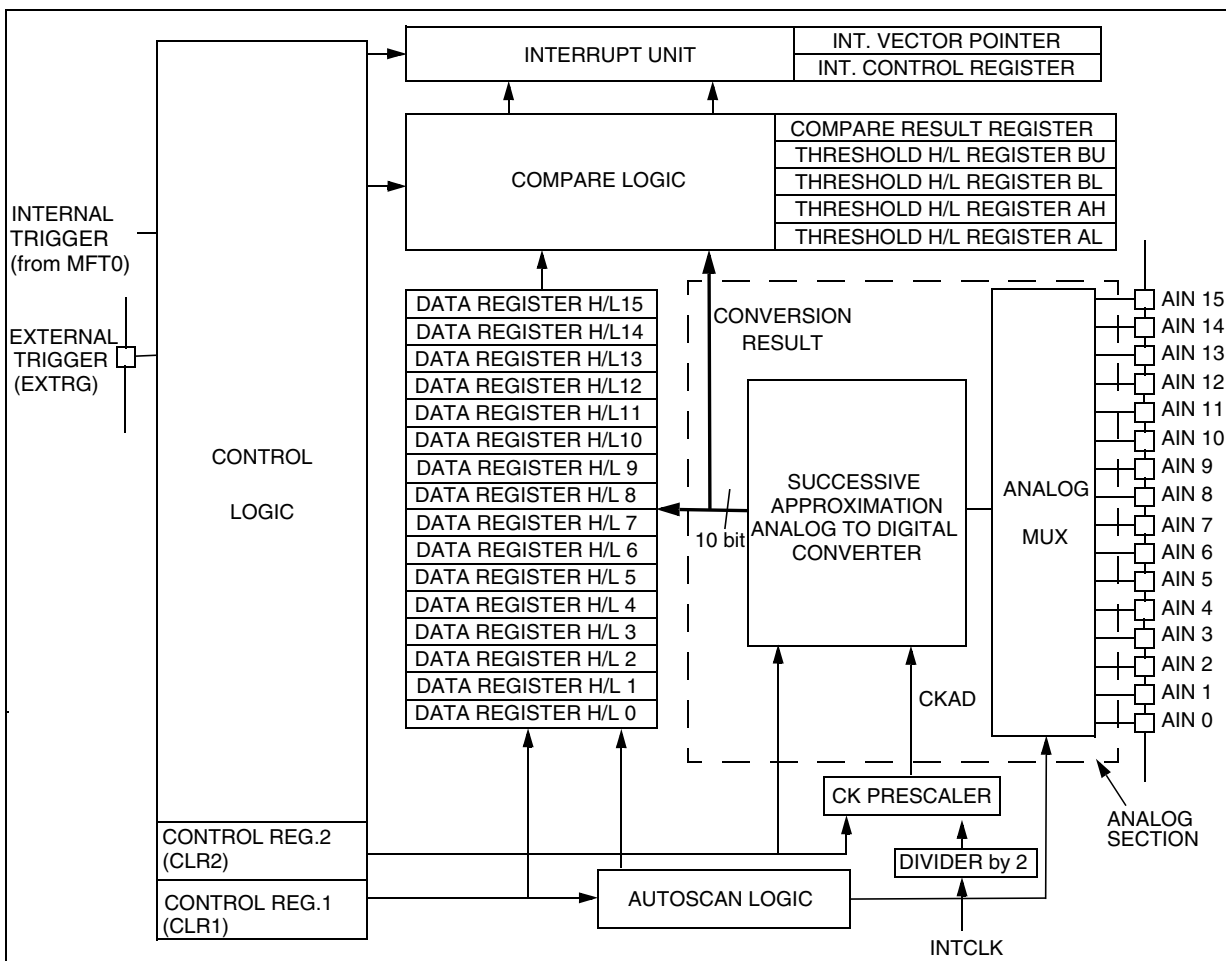 INTERRUPT UNIT
INT. VECTOR POINTER
INT. CONTROL REGISTER
COMPARE LOGIC
COMPARE RESULT REGISTER
THRESHOLD H/L REGISTER BU
THRESHOLD H/L REGISTER BL
THRESHOLD H/L REGISTER AH
THRESHOLD H/L REGISTER AL
INTERNAL
TRIGGER
(from MFT0)
EXTERNAL
TRIGGER
(EXTRG)
CONTROL
LOGIC
DATA REGISTER H/L15
DATA REGISTER H/L14
DATA REGISTER H/L13
DATA REGISTER H/L12
DATA REGISTER H/L11
DATA REGISTER H/L10
DATA REGISTER H/L 9
DATA REGISTER H/L 8
DATA REGISTER H/L 7
DATA REGISTER H/L 6
DATA REGISTER H/L 5
DATA REGISTER H/L 4
DATA REGISTER H/L 3
DATA REGISTER H/L 2
DATA REGISTER H/L 1
DATA REGISTER H/L 0
CONVERSION
RESULT
10 bit
SUCCESSIVE
APPROXIMATION
ANALOG TO DIGITAL
CONVERTER
ANALOG
MUX
AIN 15
AIN 14
AIN 13
AIN 12
AIN 11
AIN 10
AIN 9
AIN 8
AIN 7
AIN 6
AIN 5
AIN 4
AIN 3
AIN 2
AIN 1
AIN 0
CKAD
CK PRESCALER
ANALOG
SECTION
DIVIDER by 2
CONTROL REG.2
(CLR2)
CONTROL REG.1
(CLR1)
AUTOSCAN LOGIC
INTCLK